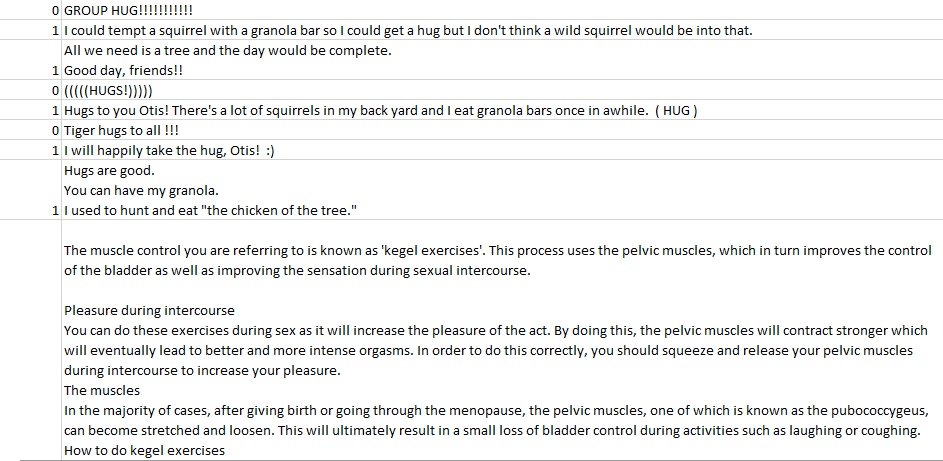 0 GROUP HUG!!!!!!!!!!!
1 I could tempt a squirrel with a granola bar so I could get a hug but I don't think a wild squirrel would be into that.
All we need is a tree and the day would be complete.
1 Good day, friends!!
0 (((((HUGS!)))))
1 Hugs to you Otis! There's a lot of squirrels in my back yard and I eat granola bars once in awhile. ( HUG )
0 Tiger hugs to all !!!
1 I will happily take the hug, Otis! :)
Hugs are good.
You can have my granola.
1 I used to hunt and eat "the chicken of the tree."
The muscle control you are referring to is known as 'kegel exercises'. This process uses the pelvic muscles, which in turn improves the control
of the bladder as well as improving the sensation during sexual intercourse.
Pleasure during intercourse
You can do these exercises during sex as it will increase the pleasure of the act. By doing this, the pelvic muscles will contract stronger which
will eventually lead to better and more intense orgasms. In order to do this correctly, you should squeeze and release your pelvic muscles
during intercourse to increase your pleasure.
The muscles
In the majority of cases, after giving birth or going through the menopause, the pelvic muscles, one of which is known as the pubococcygeus,
can become stretched and loosen. This will ultimately result in a small loss of bladder control during activities such as laughing or coughing.
How to do kegel exercises